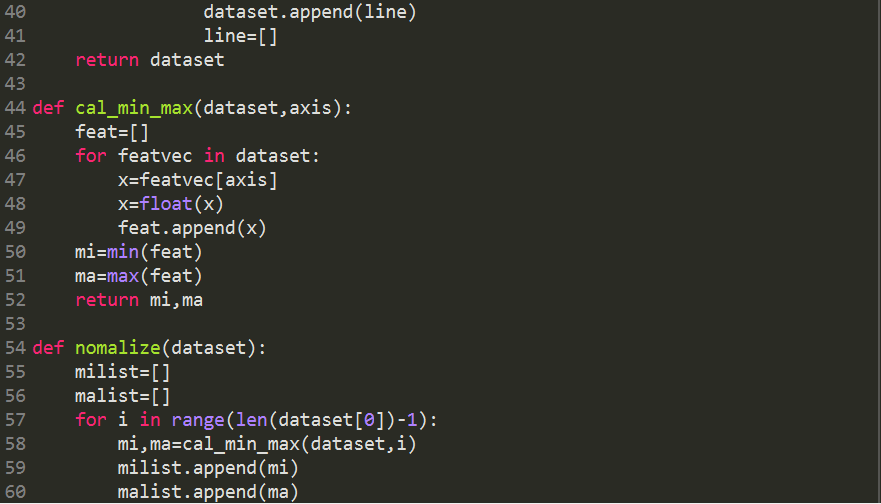 40                 dataset.append(line)
41                 line=[]
42     return dataset
43
44 def cal_min_max(dataset,axis):
45     feat=[]
46     for featvec in dataset:
47         x=featvec[axis]
48         x=float(x)
49         feat.append(x)
50     mi=min(feat)
51     ma=max(feat)
52     return mi,ma
53
54 def nomalize(dataset):
55     milist=[]
56     malist=[]
57     for i in range(len(dataset[0])-1):
58         mi,ma=cal_min_max(dataset,i)
59         milist.append(mi)
60         malist.append(ma)